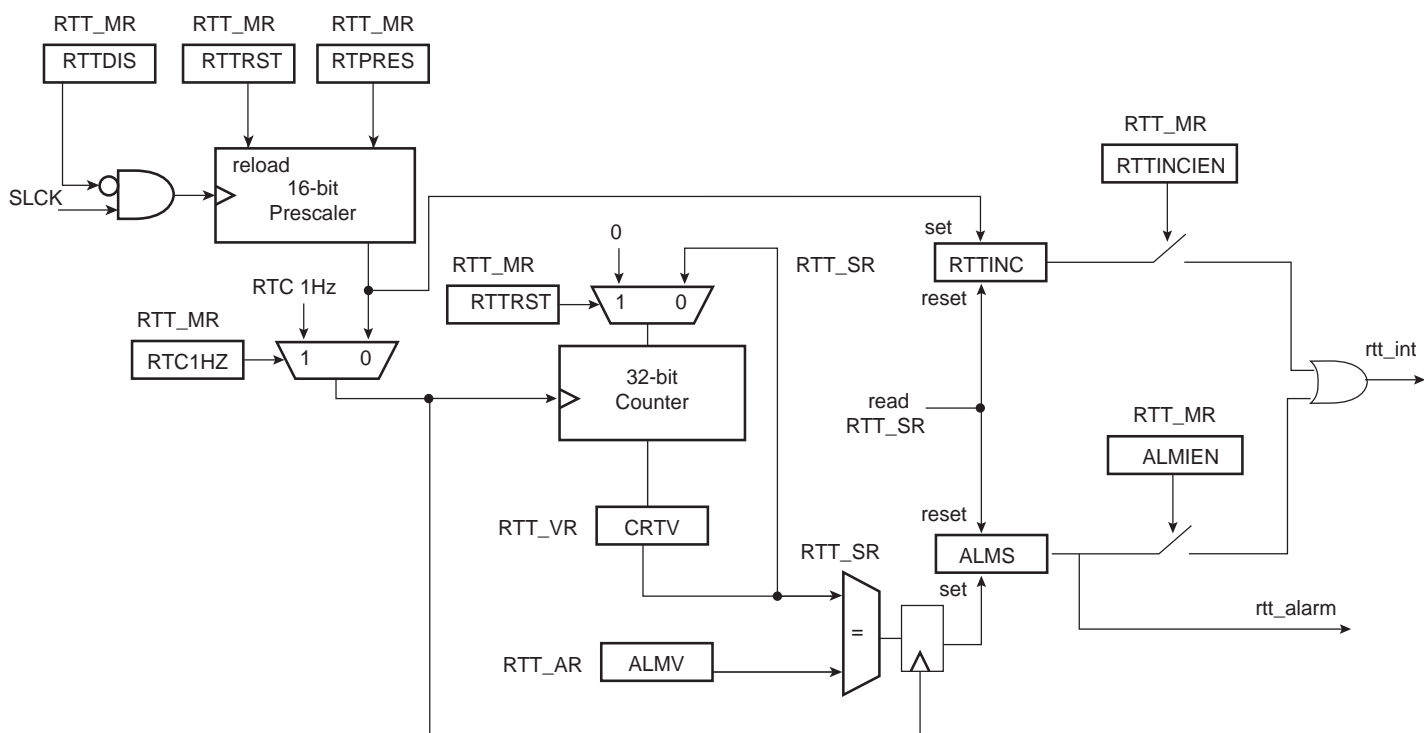 RTT_MR RTT_MR RTT_MR
RTTDIS RTTRST RTPRES
RTT_MR
reload
RTTINCIEN
16-bit
Prescaler
SLCK
0
set
RTT_MR
RTT_SR
RTTINC
RTC 1Hz
RTTRST
1 0
reset
RTT_MR
RTC1HZ
1 0
rtt_int
32-bit
Counter
read
RTT_SR
RTT_MR
ALMIEN
reset
RTT_VR
CRTV
RTT_SR
ALMS
set
rtt_alarm
=
RTT_AR
ALMV